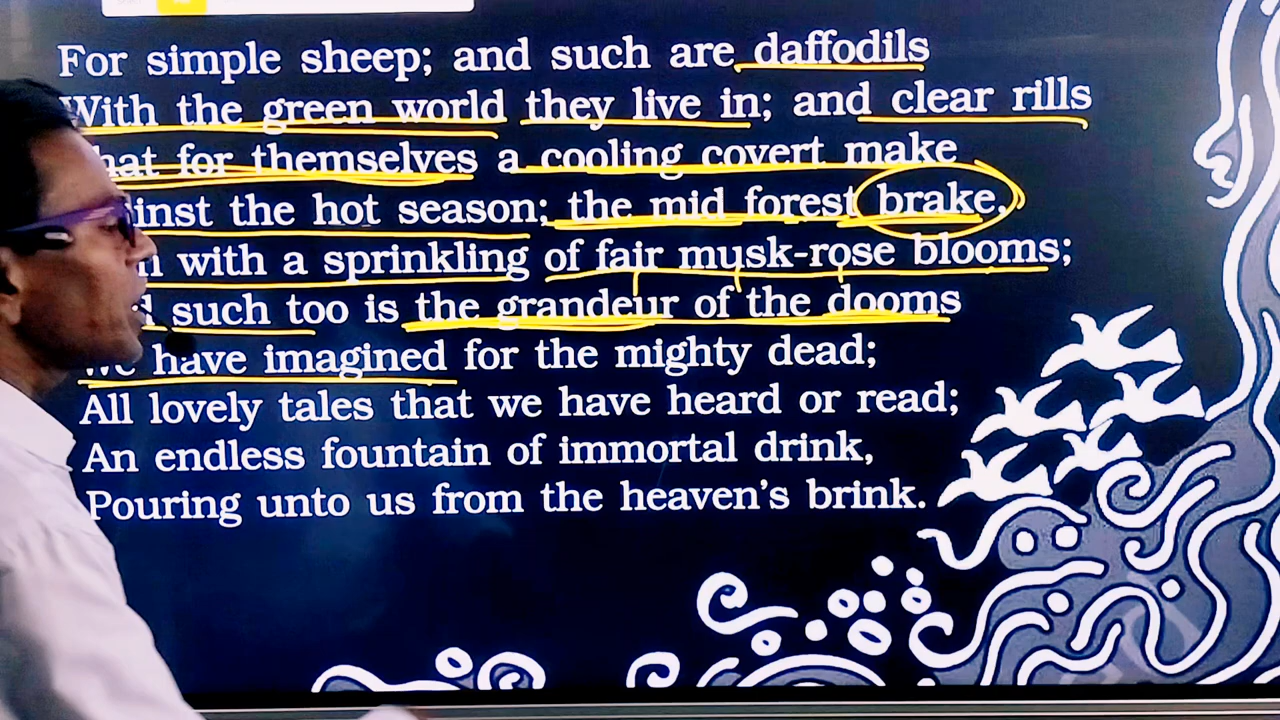 For simple sheep; and such are daffodils
With the green world they live in; and clear rills
hat for themselves a cooling covert make
inst the hot season; the mid forest brake,
with a sprinkling of fair musk-rose blooms;
such too is the grandeur of the dooms
We have imagined for the mighty dead;
All lovely tales that we have heard or read;
An endless fountain of immortal drink,
Pouring unto us from the heaven's brink.